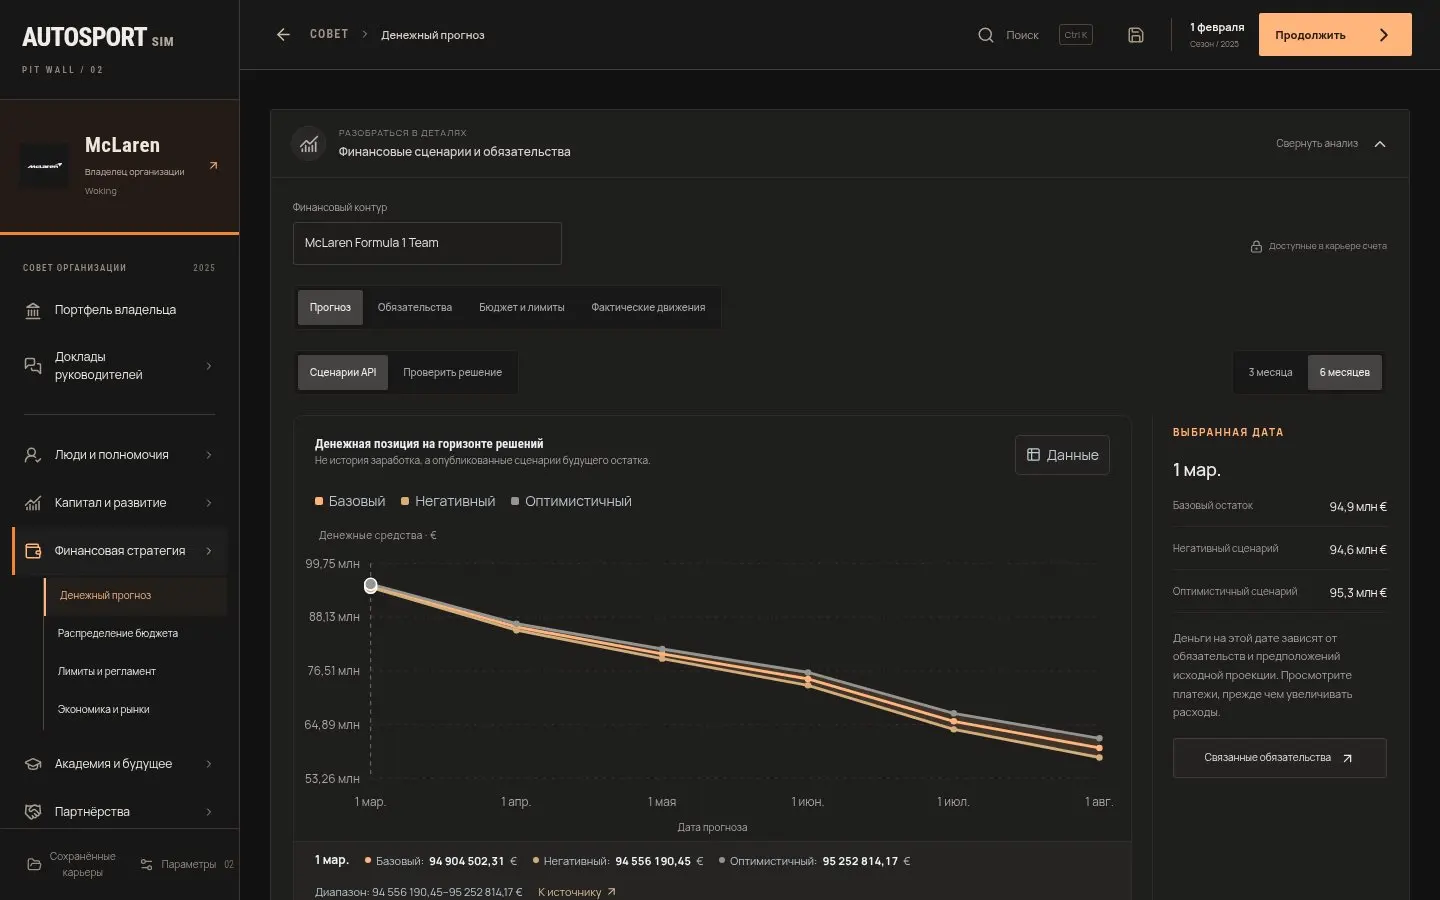 AUTOSPORT SIM
PIT WALL / 02
McLaren
McLaren
Владелец организации
Woking
СОВЕТ ОРГАНИЗАЦИИ 2025
Портфель владельца
Доклады
руководителей
Люди и полномочия
Капитал и развитие
Финансовая стратегия
Денежный прогноз
Распределение бюджета
Лимиты и регламент
Экономика и рынки
Академия и будущее
Партнёрства
Сохранённые
карьеры
Параметры 02
СОВЕТ
Денежный прогноз
Поиск Ctrl K
1 февраля
Сезон / 2025
Продолжить
РАЗОБРАТЬСЯ В ДЕТАЛЯХ
Финансовые сценарии и обязательства
Свернуть анализ
Финансовый контур
McLaren Formula 1 Team
Доступные в карьере счета
Прогноз Обязательства Бюджет и лимиты Фактические движения
Сценарии API Проверить решение
3 месяца 6 месяцев
Денежная позиция на горизонте решений
Не история заработка, а опубликованные сценарии будущего остатка.
Данные
Базовый Негативный Оптимистичный
Денежные средства · €
99,75 млн
88,13 млн
76,51 млн
64,89 млн
53,26 млн
1 мар. 1 апр. 1 мая 1 июн. 1 июл. 1 авг.
Дата прогноза
1 мар. Базовый: 94 904 502,31 € Негативный: 94 556 190,45 € Оптимистичный: 95 252 814,17 €
Диапазон: 94 556 190,45–95 252 814,17 € К источнику
ВЫБРАННАЯ ДАТА
1 мар.
Базовый остаток 94,9 млн €
Негативный сценарий 94,6 млн €
Оптимистичный сценарий 95,3 млн €
Деньги на этой дате зависят от
обязательств и предположений
исходной проекции. Просмотрите
платежи, прежде чем увеличивать
расходы.
Связанные обязательства